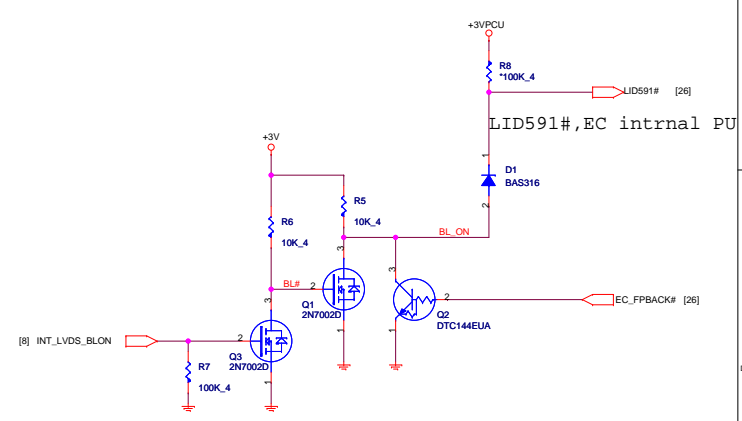 +3VPCU
R8
*100K_4
LID591# [26]
LID591#,EC intrnal PU
+3V
1
D1
BAS316
2
R5
10K_4
R6
10K_4
BL_ON
3
3
BL# 2
2
EC_FPBACK# [26]
Q1
2N7002D
Q2
DTC144EUA
3
1
1
[8] INT_LVDS_BLON
2
Q3
2N7002D
R7
100K_4
1